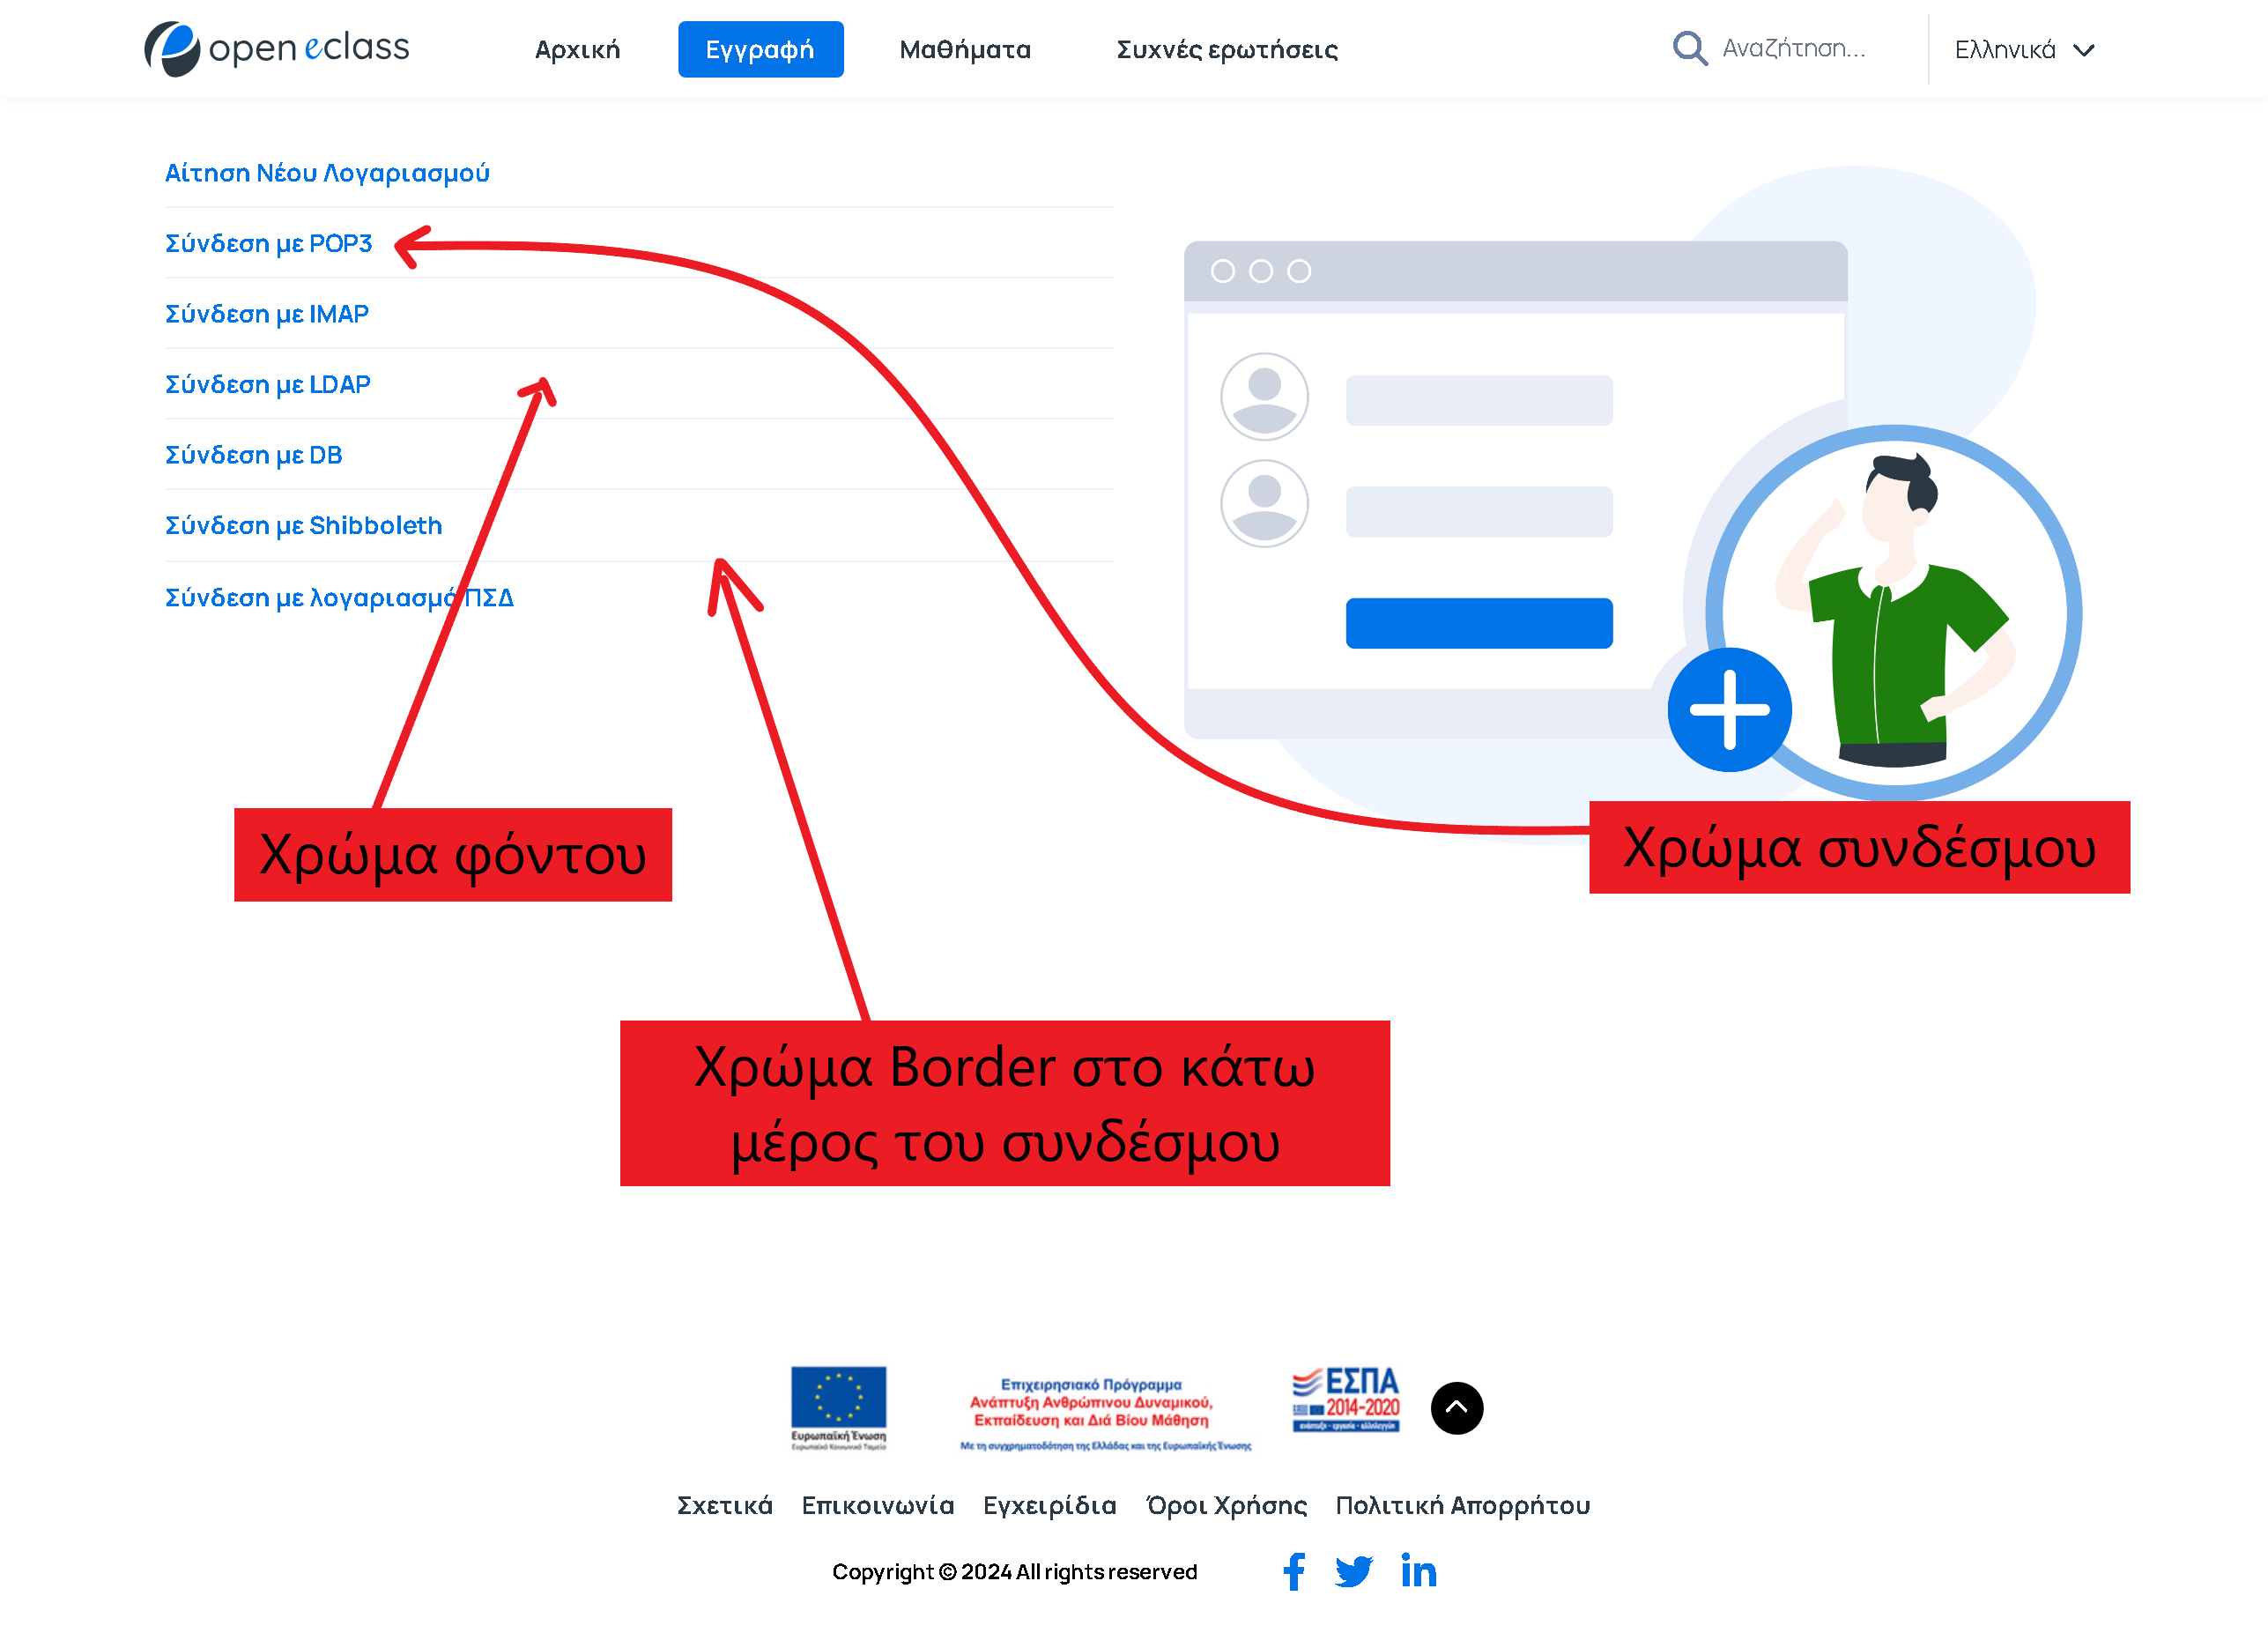 open eclass
Αρχική
Εγγραφή
Μαθήματα
Συχνές ερωτήσεις
Αναζήτηση...
Ελληνικά
Αίτηση Νέου Λογαριασμού
Σύνδεση με POP3
Σύνδεση με IMAP
Σύνδεση με LDAP
Σύνδεση με DB
Σύνδεση με Shibboleth
Σύνδεση με λογαριασμό ΠΣΔ
Χρώμα φόντου
Χρώμα συνδέσμου
Χρώμα Border στο κάτω
μέρος του συνδέσμου
Ευρωπαϊκή Ένωση
Ευρωπαϊκό Κοινωνικό Ταμείο
Επιχειρησιακό Πρόγραμμα
Ανάπτυξη Ανθρώπινου Δυναμικού,
Εκπαίδευση και Διά Βίου Μάθηση
Με τη συγχρηματοδότηση της Ελλάδας και της Ευρωπαϊκής Ένωσης
ΕΣΠΑ
2014-2020
ανάπτυξη - εργασία - αλληλεγγύη
Σχετικά
Επικοινωνία
Εγχειρίδια
Όροι Χρήσης
Πολιτική Απορρήτου
Copyright © 2024 All rights reserved